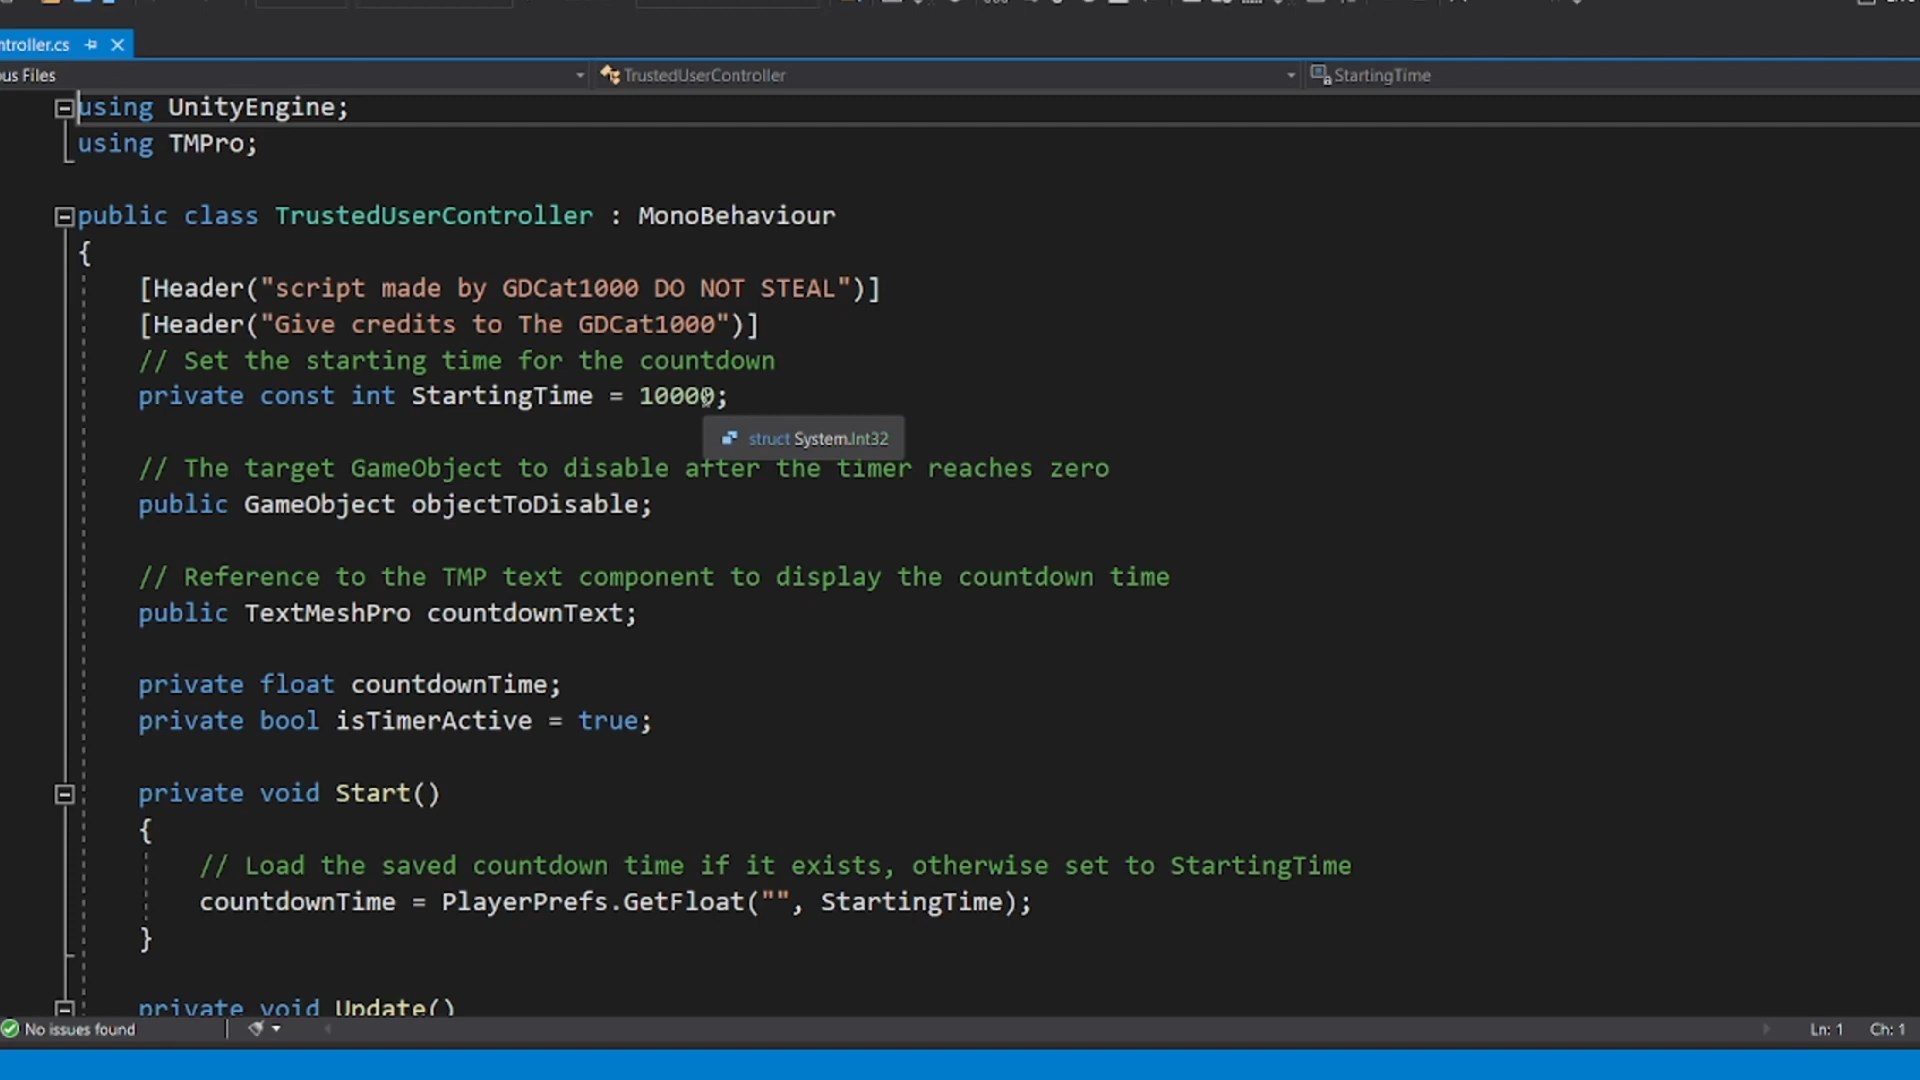 ntroller.cs
ous Files
TrustedUserController
StartingTime
using UnityEngine;
using TMPro;
public class TrustedUserController : MonoBehaviour
{
[Header("script made by GDCat1000 DO NOT STEAL")]
[Header("Give credits to The GDCat1000")]
// Set the starting time for the countdown
private const int StartingTime = 10000;
struct System.Int32
// The target GameObject to disable after the timer reaches zero
public GameObject objectToDisable;
// Reference to the TMP text component to display the countdown time
public TextMeshPro countdownText;
private float countdownTime;
private bool isTimerActive = true;
private void Start()
{
// Load the saved countdown time if it exists, otherwise set to StartingTime
countdownTime = PlayerPrefs.GetFloat("", StartingTime);
}
private void Update()
No issues found
Ln: 1
Ch: 1